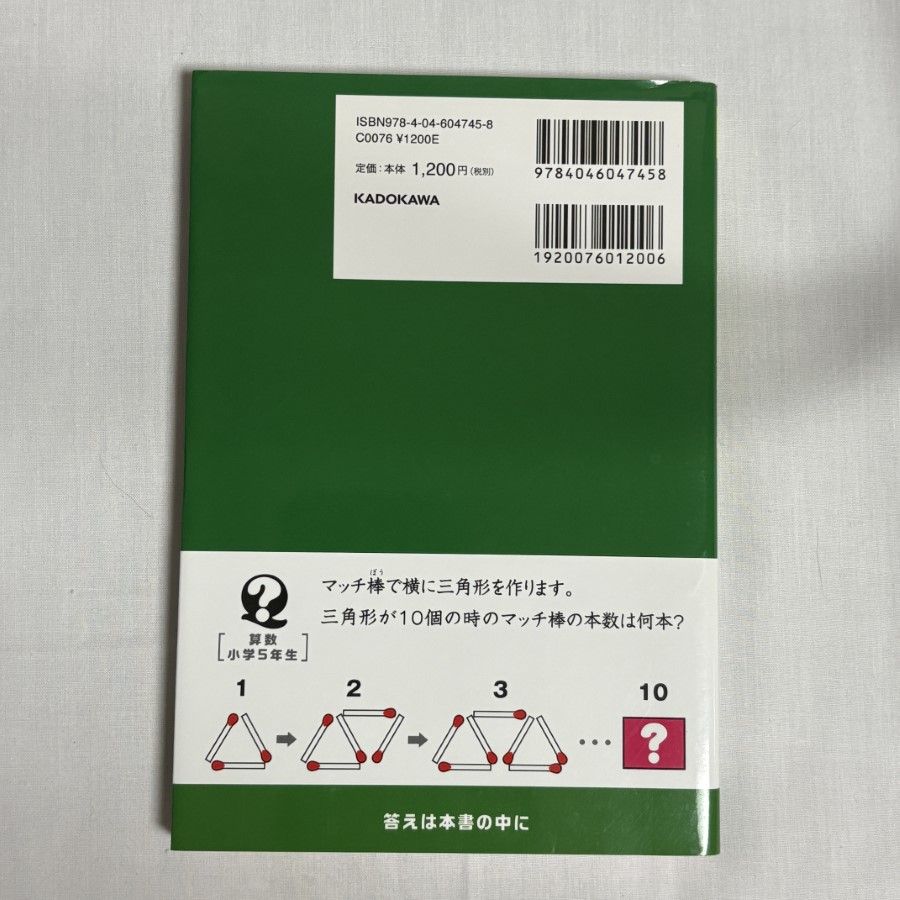 ISBN978-4-04-604745-8
C0076 ¥1200E
定価:本体 1,200円(税別)
KADOKAWA
9784046047458
1920076012006
?
算数
小学5年生
ぼう
マッチ棒で横に三角形を作ります。
三角形が10個の時のマッチ棒の本数は何本?
1 2 3 10
... ?
答えは本書の中に